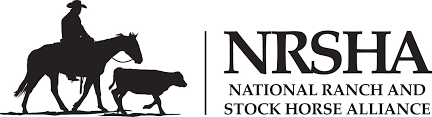 NRSHA
NATIONAL RANCH AND
STOCK HORSE ALLIANCE